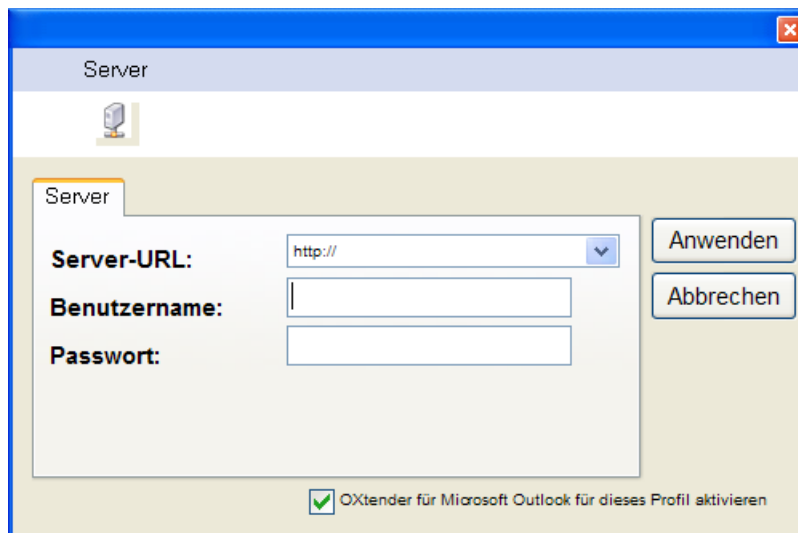 Server
Server
Server-URL: http://
Benutzername:
Passwort:
Anwenden
Abbrechen
OXtender für Microsoft Outlook für dieses Profil aktivieren